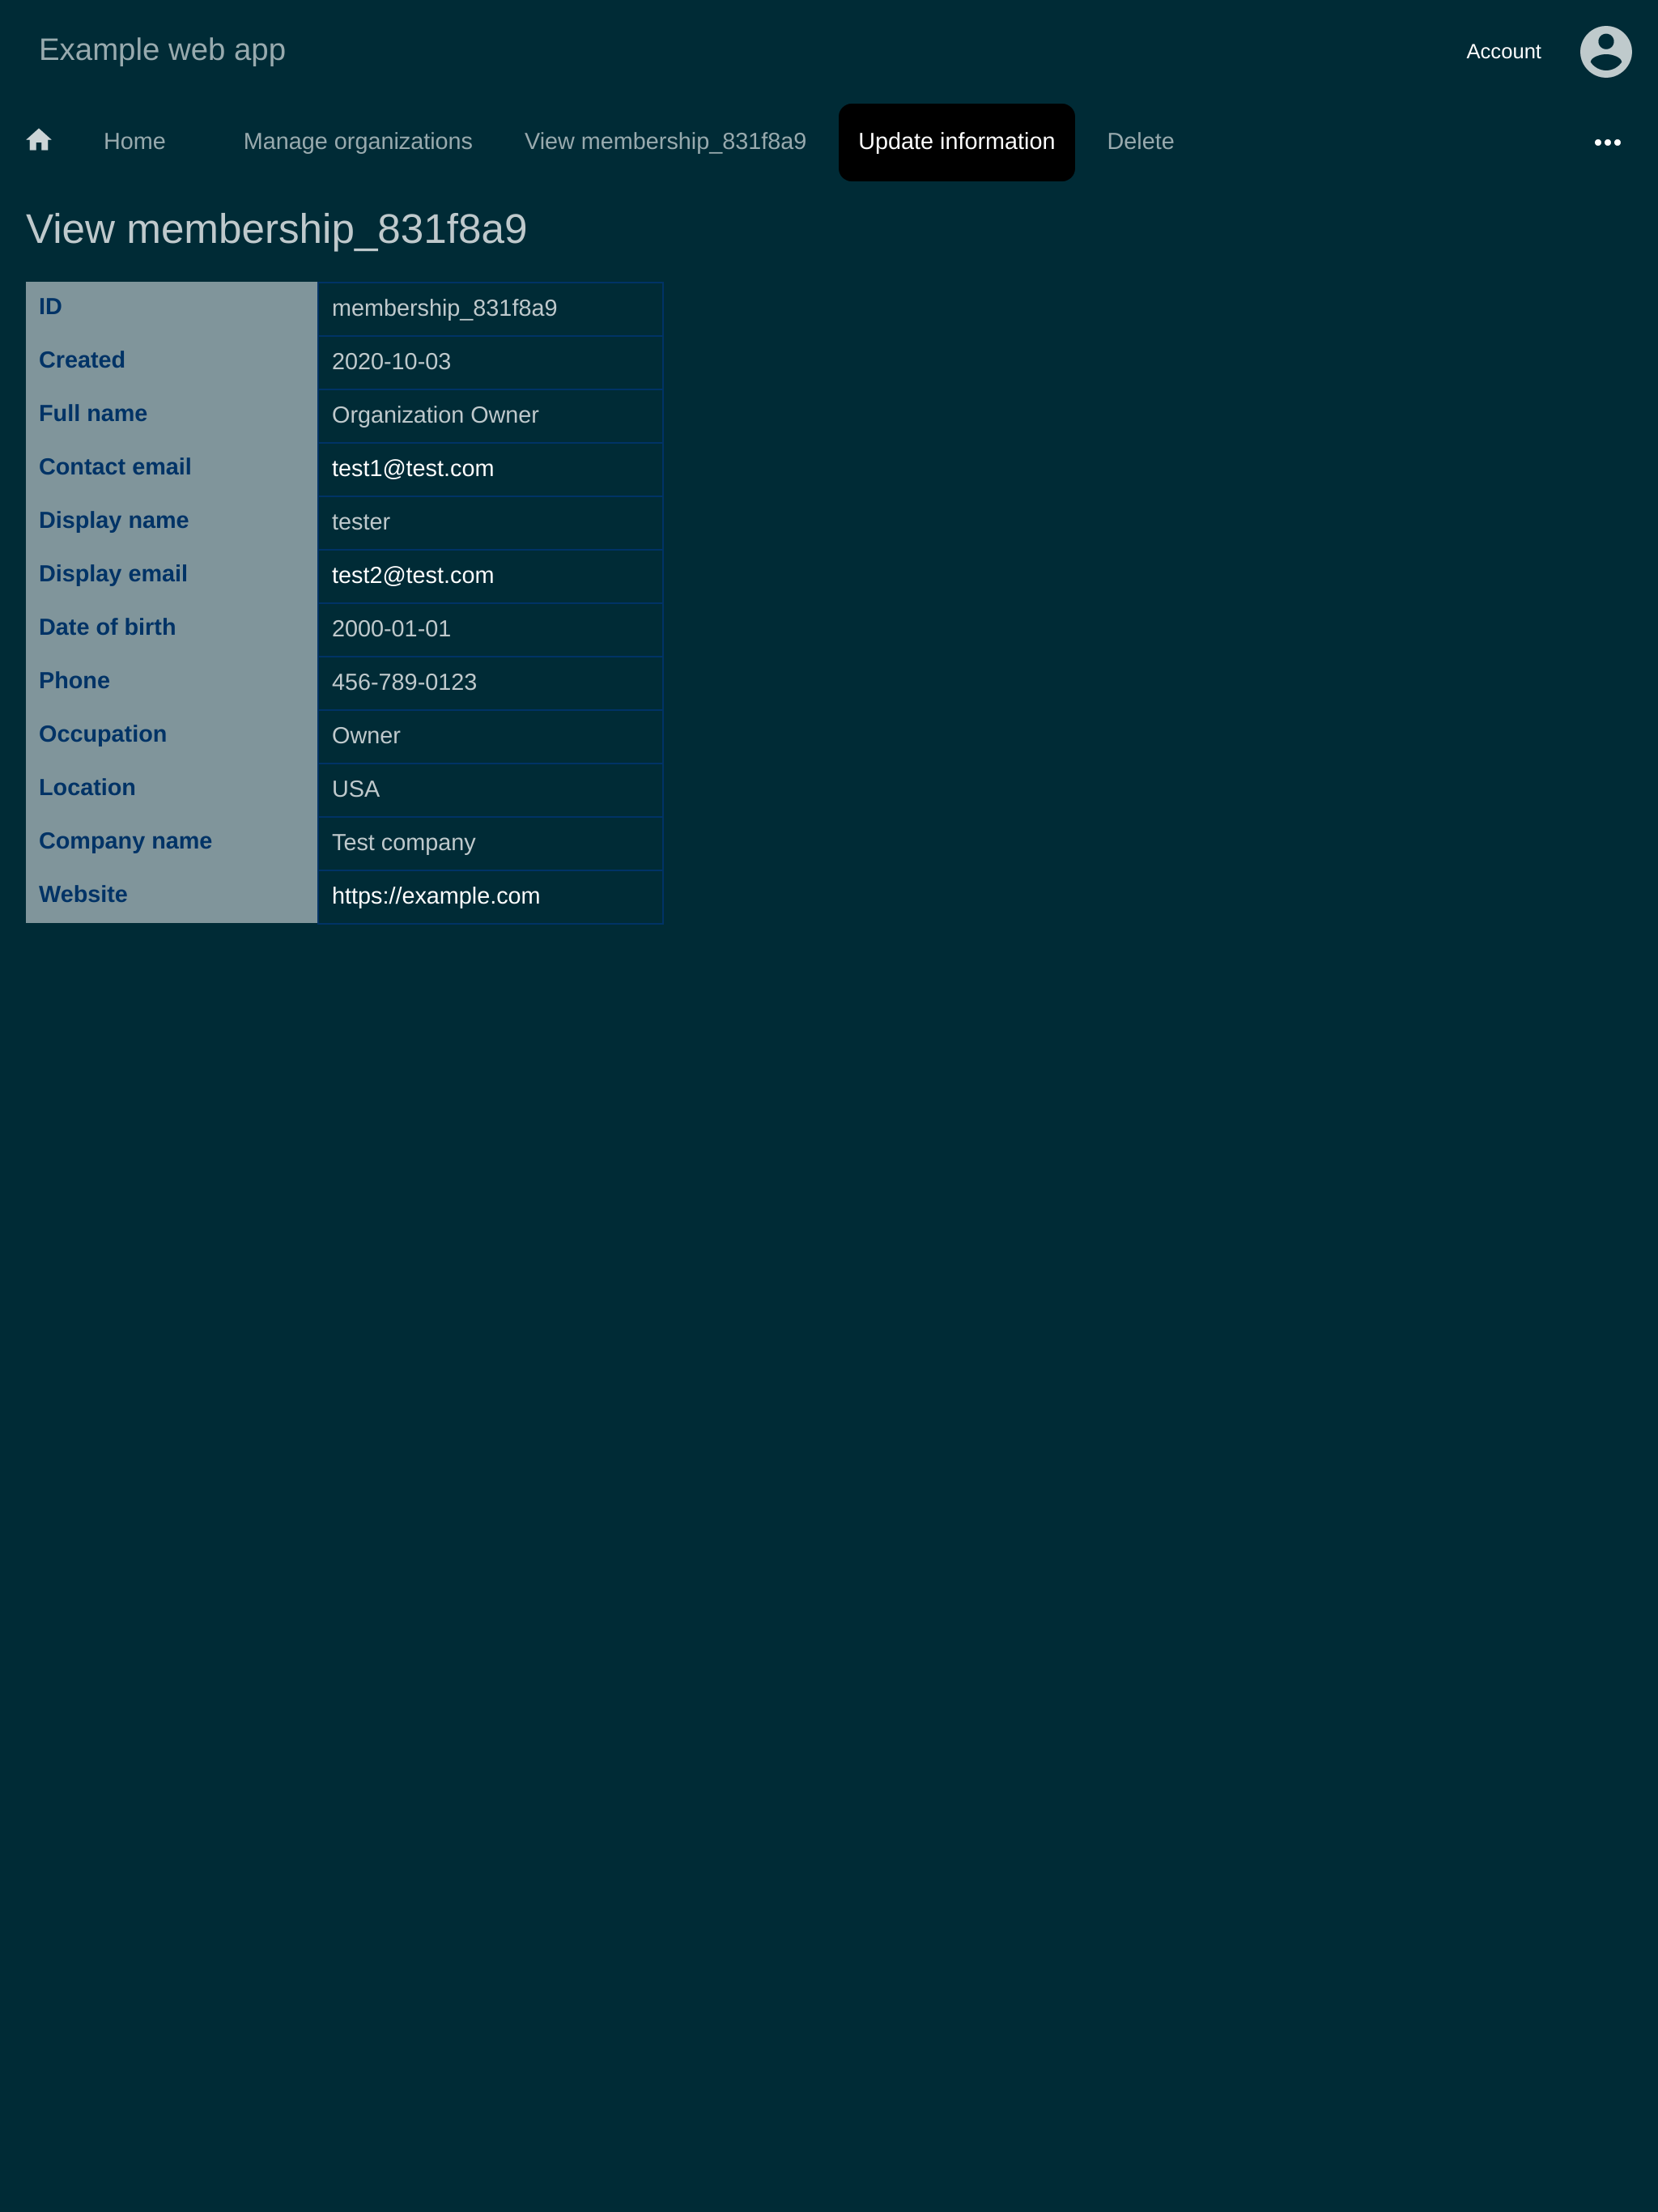 Example web app
Account
Home Manage organizations View membership_831f8a9 Update information Delete
View membership_831f8a9
ID membership_831f8a9
Created 2020-10-03
Full name Organization Owner
Contact email test1@test.com
Display name tester
Display email test2@test.com
Date of birth 2000-01-01
Phone 456-789-0123
Occupation Owner
Location USA
Company name Test company
Website https://example.com